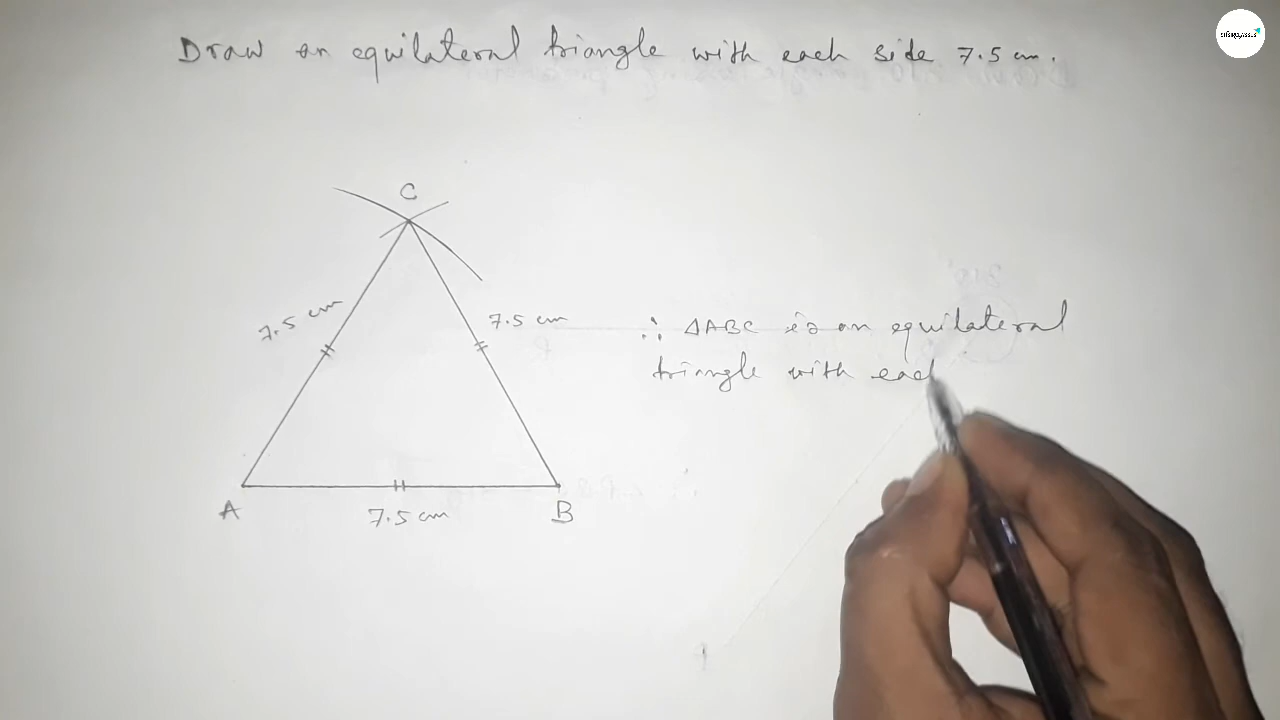 Draw an equilateral triangle with each side 7.5 cm.
C
7.5 cm
7.5 cm
∴ △ABC is an equilateral
triangle with each
A
7.5 cm
B